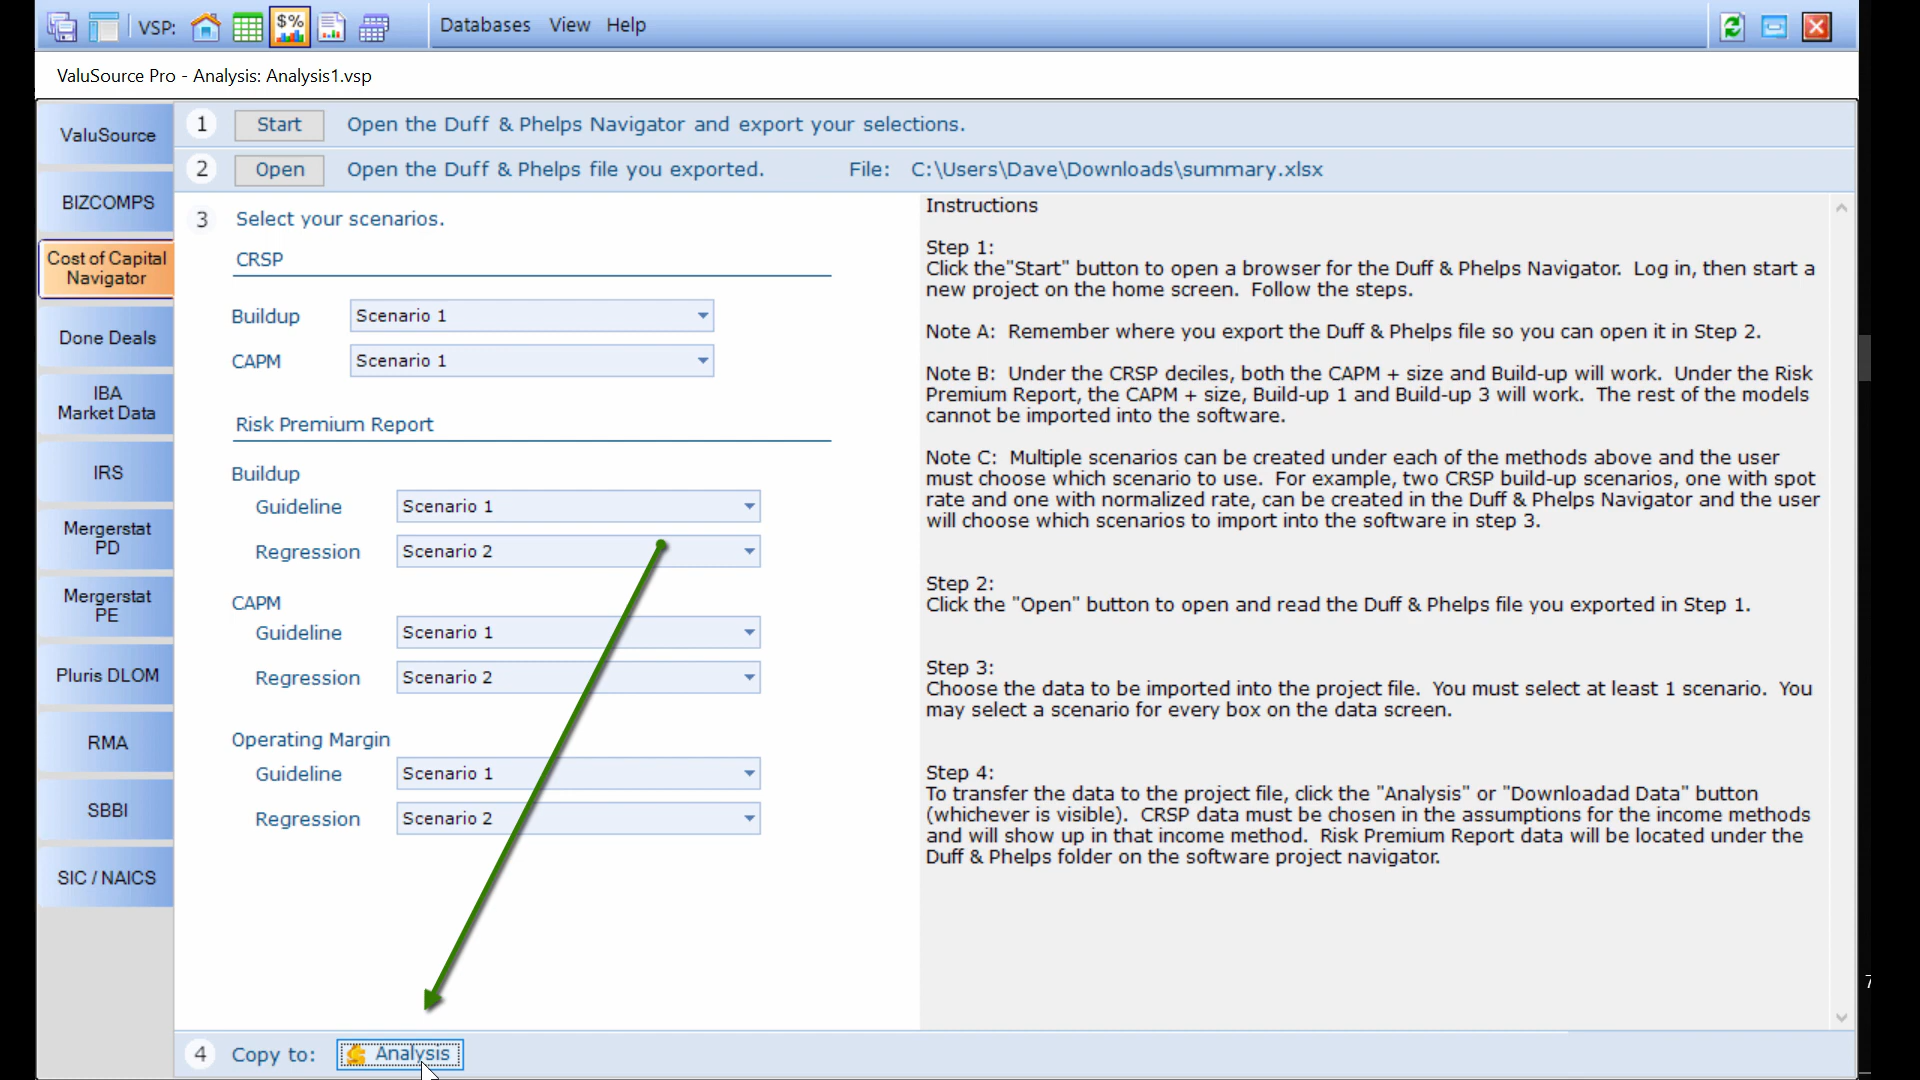 VSP: $% Databases View Help
ValuSource Pro - Analysis: Analysis1.vsp
ValuSource
BIZCOMPS
Cost of Capital
Navigator
Done Deals
IBA
Market Data
IRS
Mergerstat
PD
Mergerstat
PE
Pluris DLOM
RMA
SBBI
SIC / NAICS
1 Start Open the Duff & Phelps Navigator and export your selections.
2 Open Open the Duff & Phelps file you exported. File: C:\Users\Dave\Downloads\summary.xlsx
3 Select your scenarios.
CRSP
Buildup Scenario 1
CAPM Scenario 1
Risk Premium Report
Buildup
Guideline Scenario 1
Regression Scenario 2
CAPM
Guideline Scenario 1
Regression Scenario 2
Operating Margin
Guideline Scenario 1
Regression Scenario 2
Instructions
Step 1:
Click the"Start" button to open a browser for the Duff & Phelps Navigator. Log in, then start a
new project on the home screen. Follow the steps.
Note A: Remember where you export the Duff & Phelps file so you can open it in Step 2.
Note B: Under the CRSP deciles, both the CAPM + size and Build-up will work. Under the Risk
Premium Report, the CAPM + size, Build-up 1 and Build-up 3 will work. The rest of the models
cannot be imported into the software.
Note C: Multiple scenarios can be created under each of the methods above and the user
must choose which scenario to use. For example, two CRSP build-up scenarios, one with spot
rate and one with normalized rate, can be created in the Duff & Phelps Navigator and the user
will choose which scenarios to import into the software in step 3.
Step 2:
Click the "Open" button to open and read the Duff & Phelps file you exported in Step 1.
Step 3:
Choose the data to be imported into the project file. You must select at least 1 scenario. You
may select a scenario for every box on the data screen.
Step 4:
To transfer the data to the project file, click the "Analysis" or "Downloadad Data" button
(whichever is visible). CRSP data must be chosen in the assumptions for the income methods
and will show up in that income method. Risk Premium Report data will be located under the
Duff & Phelps folder on the software project navigator.
4 Copy to: Analysis